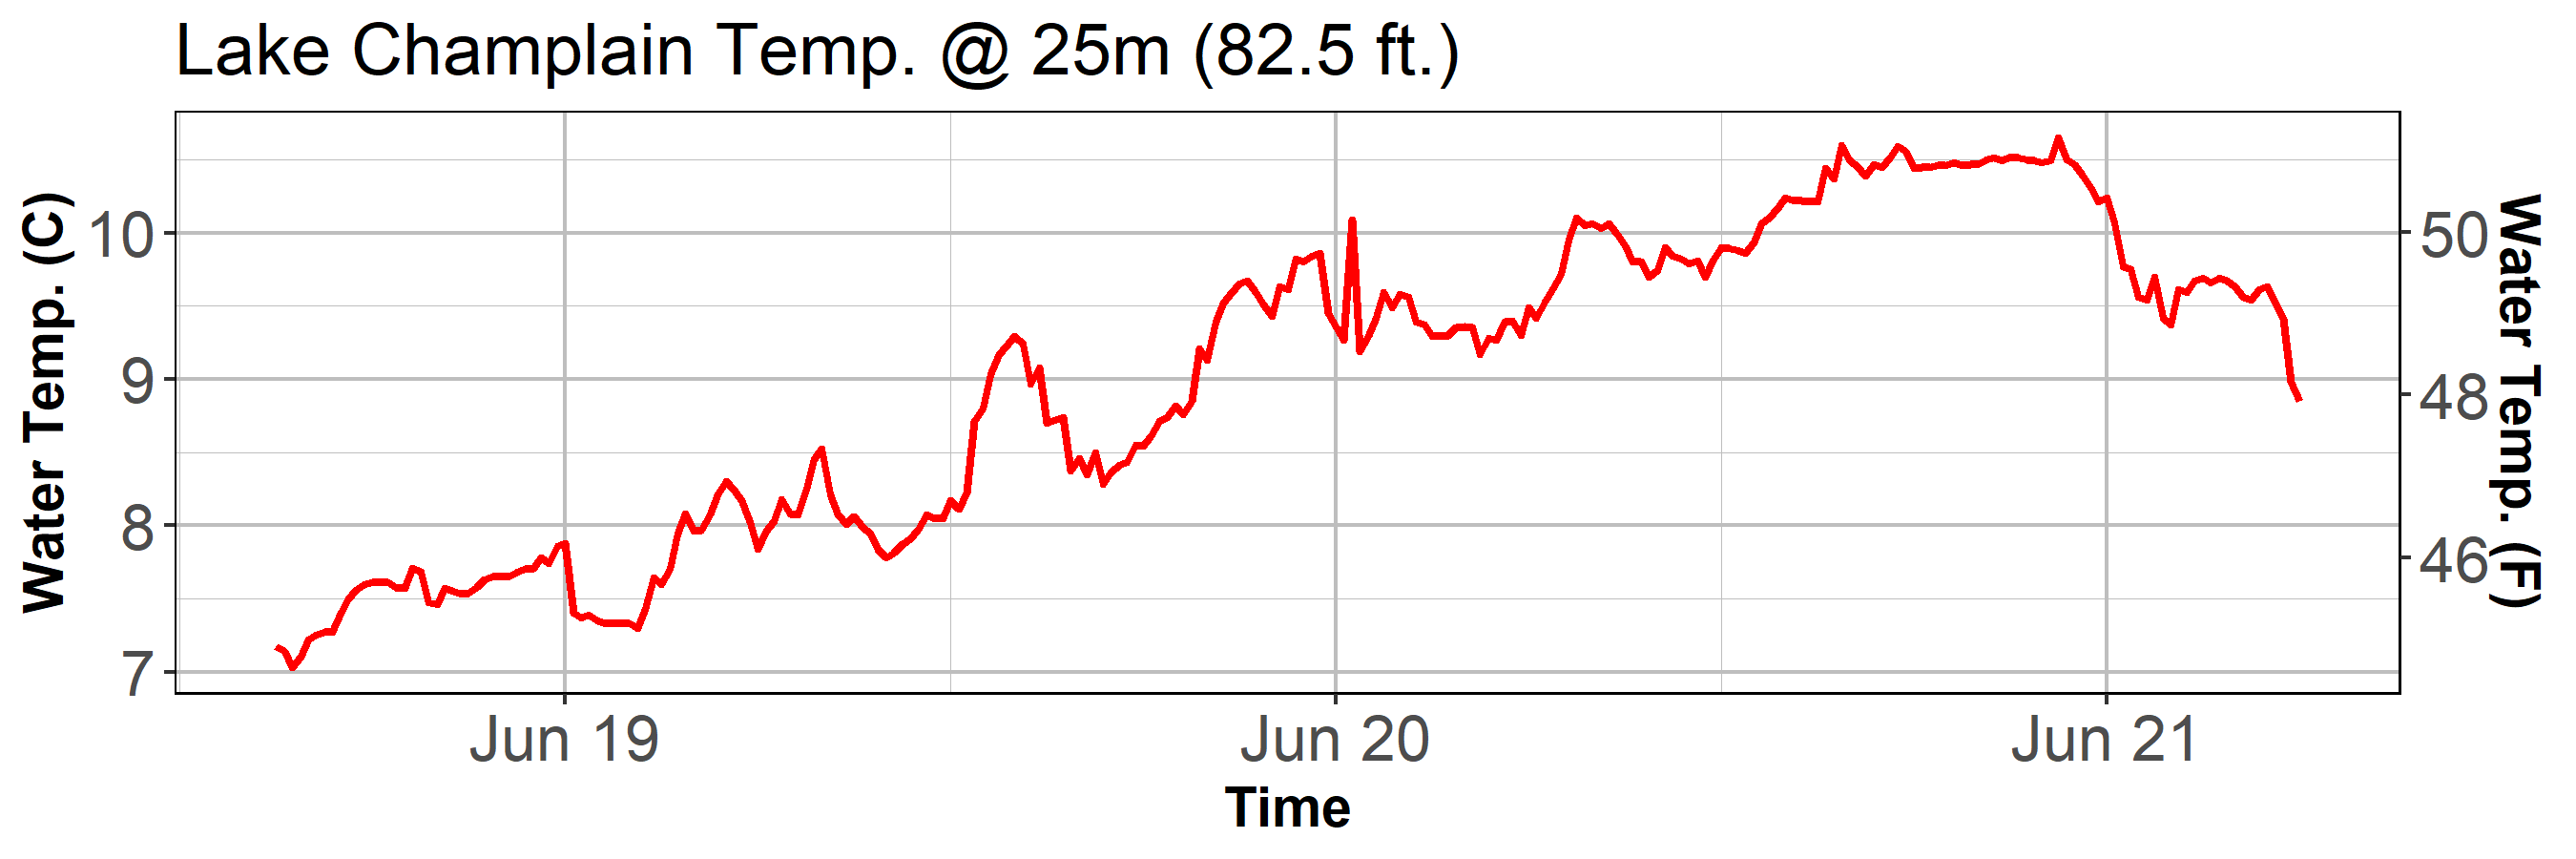 Lake Champlain Temp. @ 25m (82.5 ft.)
Water Temp. (C)
10
9
8
7
50
48
46
Water Temp. (F)
Jun 19
Jun 20
Jun 21
Time